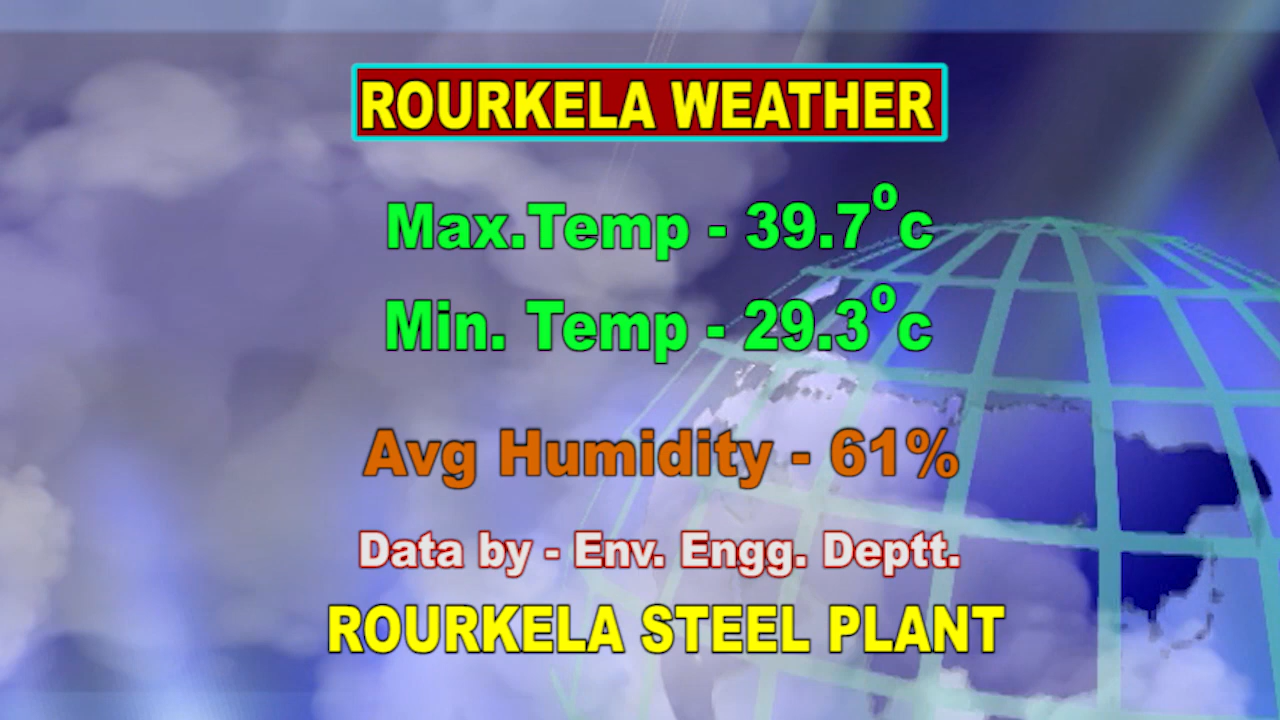 ROURKELA WEATHER
Max.Temp - 39.7°c
Min. Temp - 29.3°c
Avg Humidity - 61%
Data by - Env. Engg. Deptt.
ROURKELA STEEL PLANT